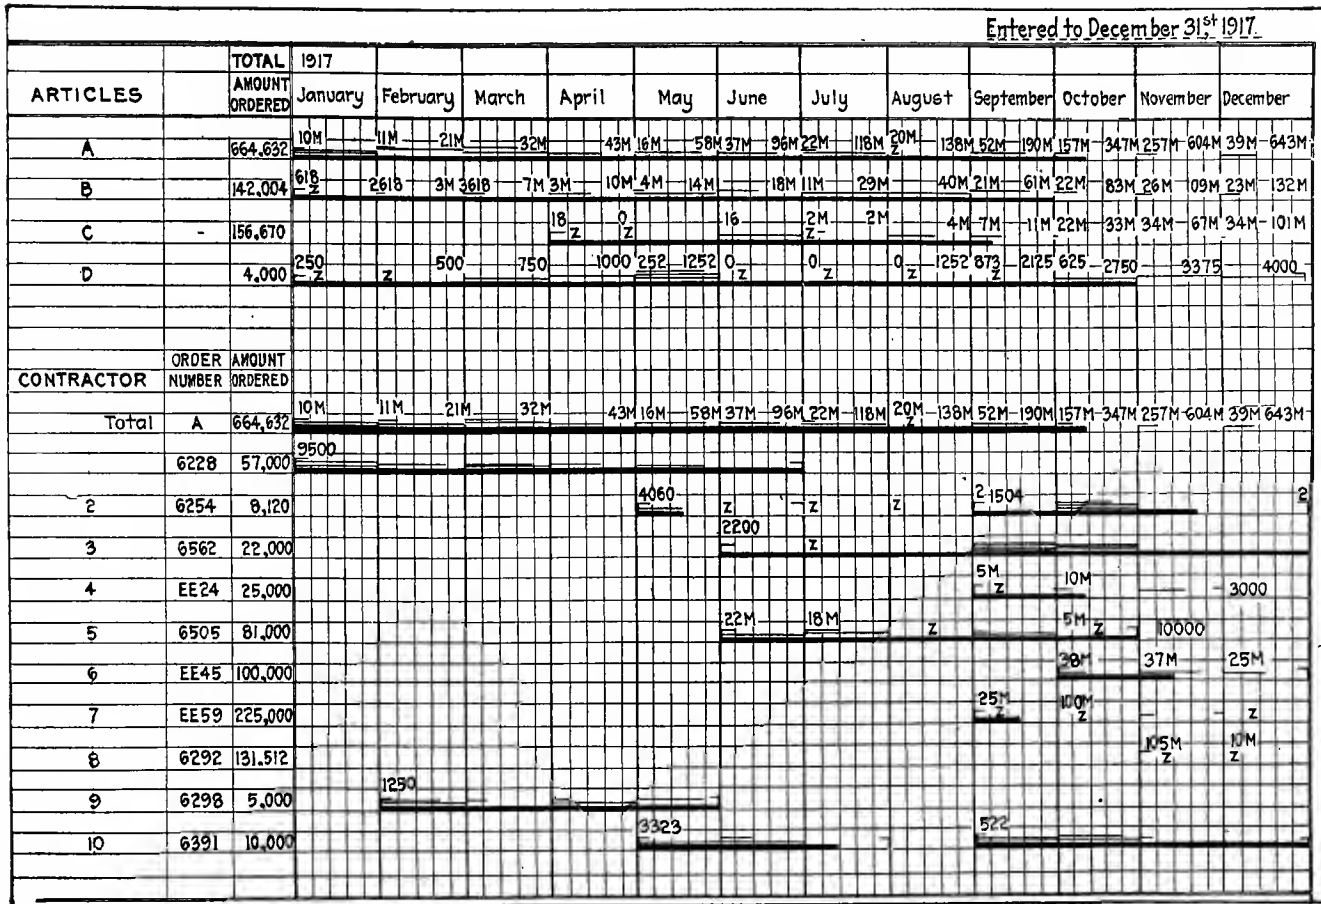 Entered to December 31st, 1917.
TOTAL 1917
ARTICLES AMOUNT ORDERED January February March April May June July August September October November December
A 664.632 10M 11M 21M 32M 43M 16M 58M 37M 96M 22M 118M 20M Z 138M 52M 190M 157M 347M 257M 604M 39M 643M
B 142,004 618 Z 2618 3M 3618 7M 3M 10M 4M 14M 18M 11M 29M 40M 21M 61M 22M 83M 26M 109M 23M 132M
C - 156,670 18 Z 0 Z 16 2M Z 2M 4M 7M 11M 22M 33M 34M 67M 34M 101M
D 4,000 250 Z Z 500 750 1000 252 1252 0 Z 0 Z 0 Z 1252 873 Z 2125 625 2750 3375 4000
ORDER AMOUNT
CONTRACTOR NUMBER ORDERED
Total A 664,632 10M 11M 21M 32M 43M 16M 58M 37M 96M 22M 118M 20M Z 138M 52M 190M 157M 347M 257M 604M 39M 643M
6228 57,000 9500
2 6254 8,120 4060 Z Z Z 2 1504 2
3 6562 22,000 2200 Z
4 EE24 25,000 5M Z 10M 3000
5 6505 81,000 22M 18M Z 5M Z 10000
6 EE45 100,000 38M 37M 25M
7 EE59 225,000 25M Z 100M Z Z
8 6292 131.512 105M Z 10M Z
9 6298 5,000 1250
10 6391 10,000 3323 522